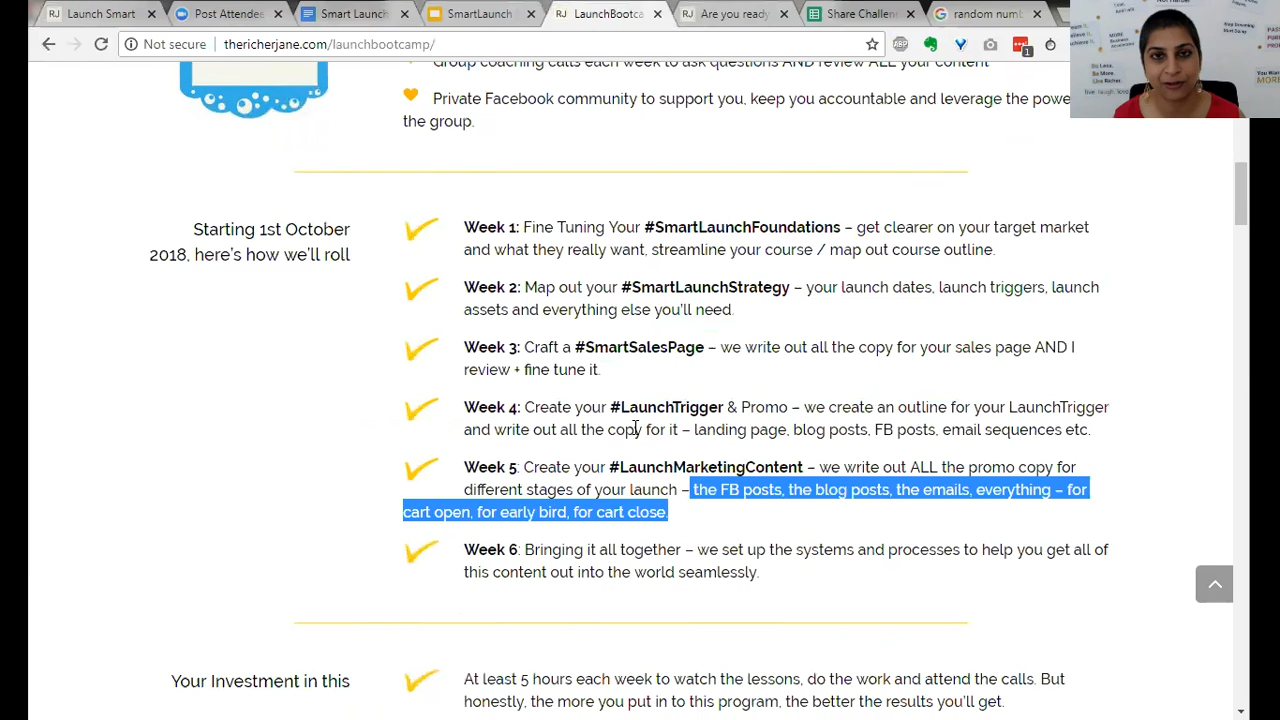 Launch Smart
Post Attende
Smart Launch
SmartLaunch
LaunchBootca
Are you ready
Share Challen
random numb
Not secure
thericherjane.com/launchbootcamp/
ABP
1
Group coaching calls each week to ask questions AND review ALL your content
Private Facebook community to support you, keep you accountable and leverage the powe
the group.
Starting 1st October
2018, here's how we'll roll
Week 1: Fine Tuning Your #SmartLaunchFoundations – get clearer on your target market
and what they really want, streamline your course / map out course outline.
Week 2: Map out your #SmartLaunchStrategy – your launch dates, launch triggers, launch
assets and everything else you'll need.
Week 3: Craft a #SmartSalesPage – we write out all the copy for your sales page AND I
review + fine tune it.
Week 4: Create your #LaunchTrigger & Promo – we create an outline for your LaunchTrigger
and write out all the copy for it – landing page, blog posts, FB posts, email sequences etc.
Week 5: Create your #LaunchMarketingContent – we write out ALL the promo copy for
different stages of your launch – the FB posts, the blog posts, the emails, everything – for
cart open, for early bird, for cart close.
Week 6: Bringing it all together – we set up the systems and processes to help you get all of
this content out into the world seamlessly.
Your Investment in this
At least 5 hours each week to watch the lessons, do the work and attend the calls. But
honestly, the more you put in to this program, the better the results you'll get.